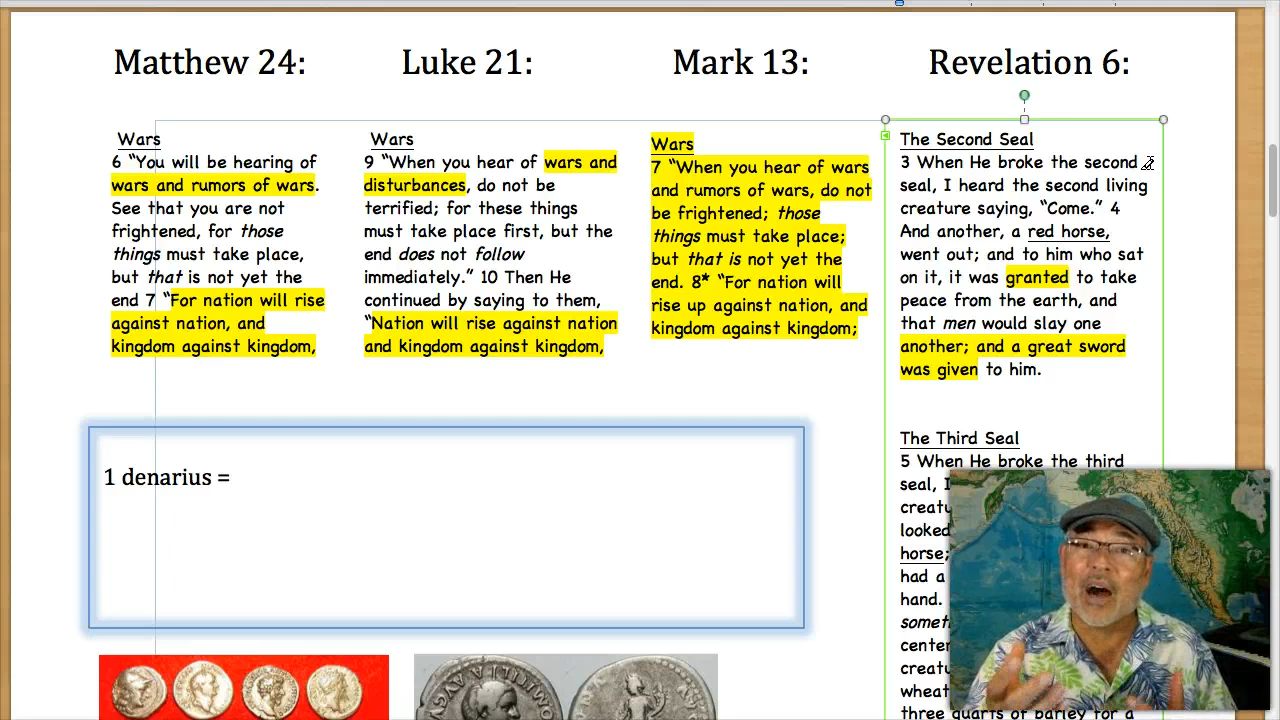 Matthew 24:
Luke 21:
Mark 13:
Revelation 6:
Wars
6 “You will be hearing of
wars and rumors of wars.
See that you are not
frightened, for those
things must take place,
but that is not yet the
end 7 “For nation will rise
against nation, and
kingdom against kingdom,
Wars
9 “When you hear of wars and
disturbances, do not be
terrified; for these things
must take place first, but the
end does not follow
immediately.” 10 Then He
continued by saying to them,
“Nation will rise against nation
and kingdom against kingdom,
Wars
7 “When you hear of wars
and rumors of wars, do not
be frightened; those
things must take place;
but that is not yet the
end. 8* “For nation will
rise up against nation, and
kingdom against kingdom;
The Second Seal
3 When He broke the second
seal, I heard the second living
creature saying, “Come.” 4
And another, a red horse,
went out; and to him who sat
on it, it was granted to take
peace from the earth, and
that men would slay one
another; and a great sword
was given to him.
The Third Seal
5 When He broke the third
seal, I
looked
horse;
had a
hand.
wheat
three quarts of barley for a
1 denarius =